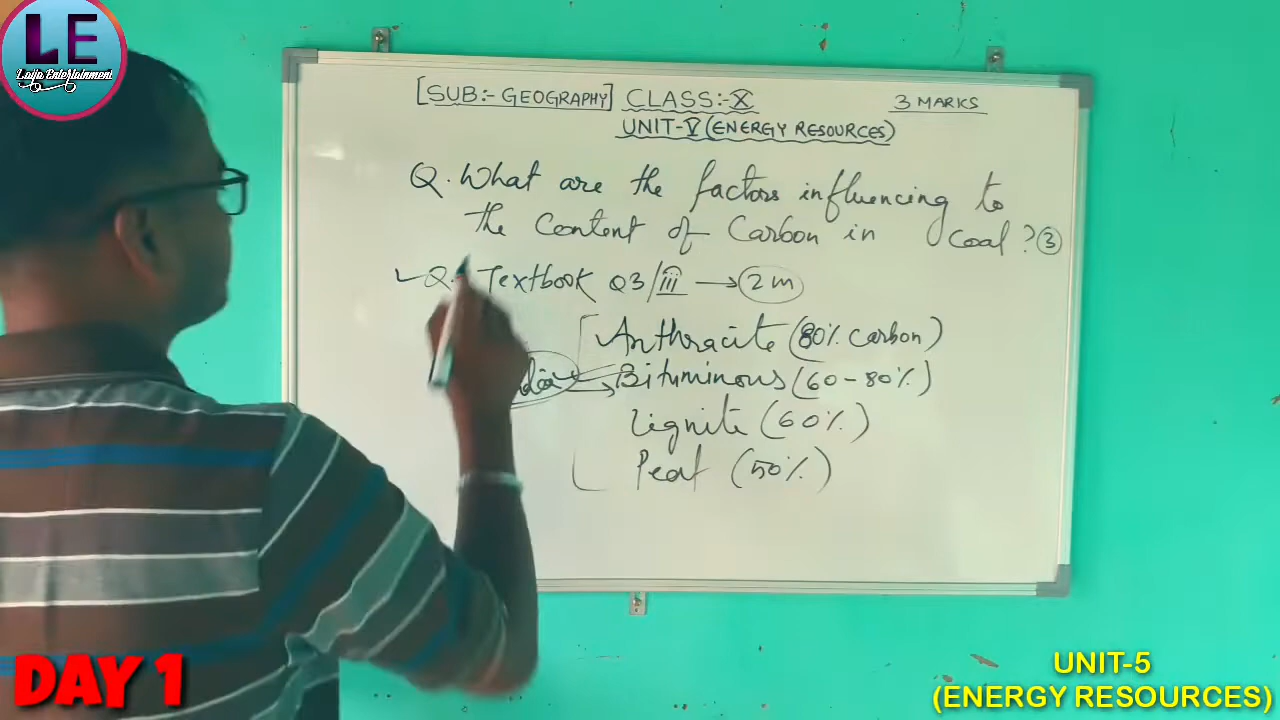 LE
Laifa Entertainment
[SUB:- GEOGRAPHY] CLASS:-X 3 MARKS
UNIT-V (ENERGY RESOURCES)
Q. What are the factors influencing to
the Content of Carbon in Coal? 3
Q. Textbook Q3/iii → 2 m
Anthracite (80% carbon)
Bituminous (60-80%)
Lignite (60%)
Peat (50%)
DAY 1
UNIT-5
(ENERGY RESOURCES)